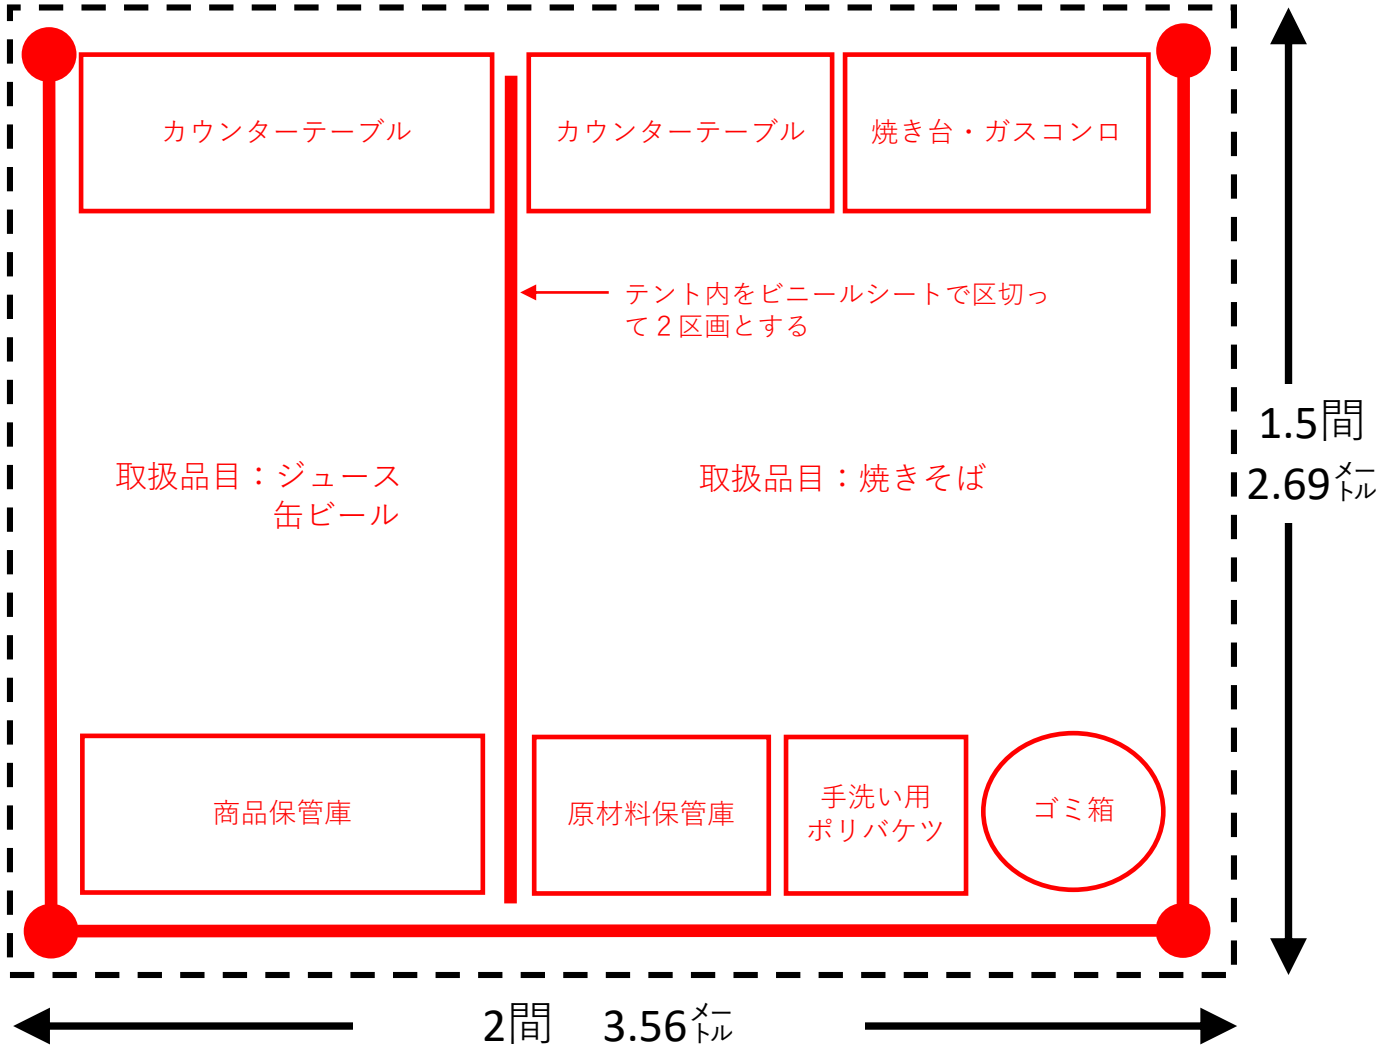 カウンターテーブル
カウンターテーブル
焼き台・ガスコンロ
テント内をビニールシートで区切っ
て２区画とする
取扱品目：ジュース
缶ビール
取扱品目：焼きそば
1.5間
2.69㍍
商品保管庫
原材料保管庫
手洗い用
ポリバケツ
ゴミ箱
2間　3.56㍍